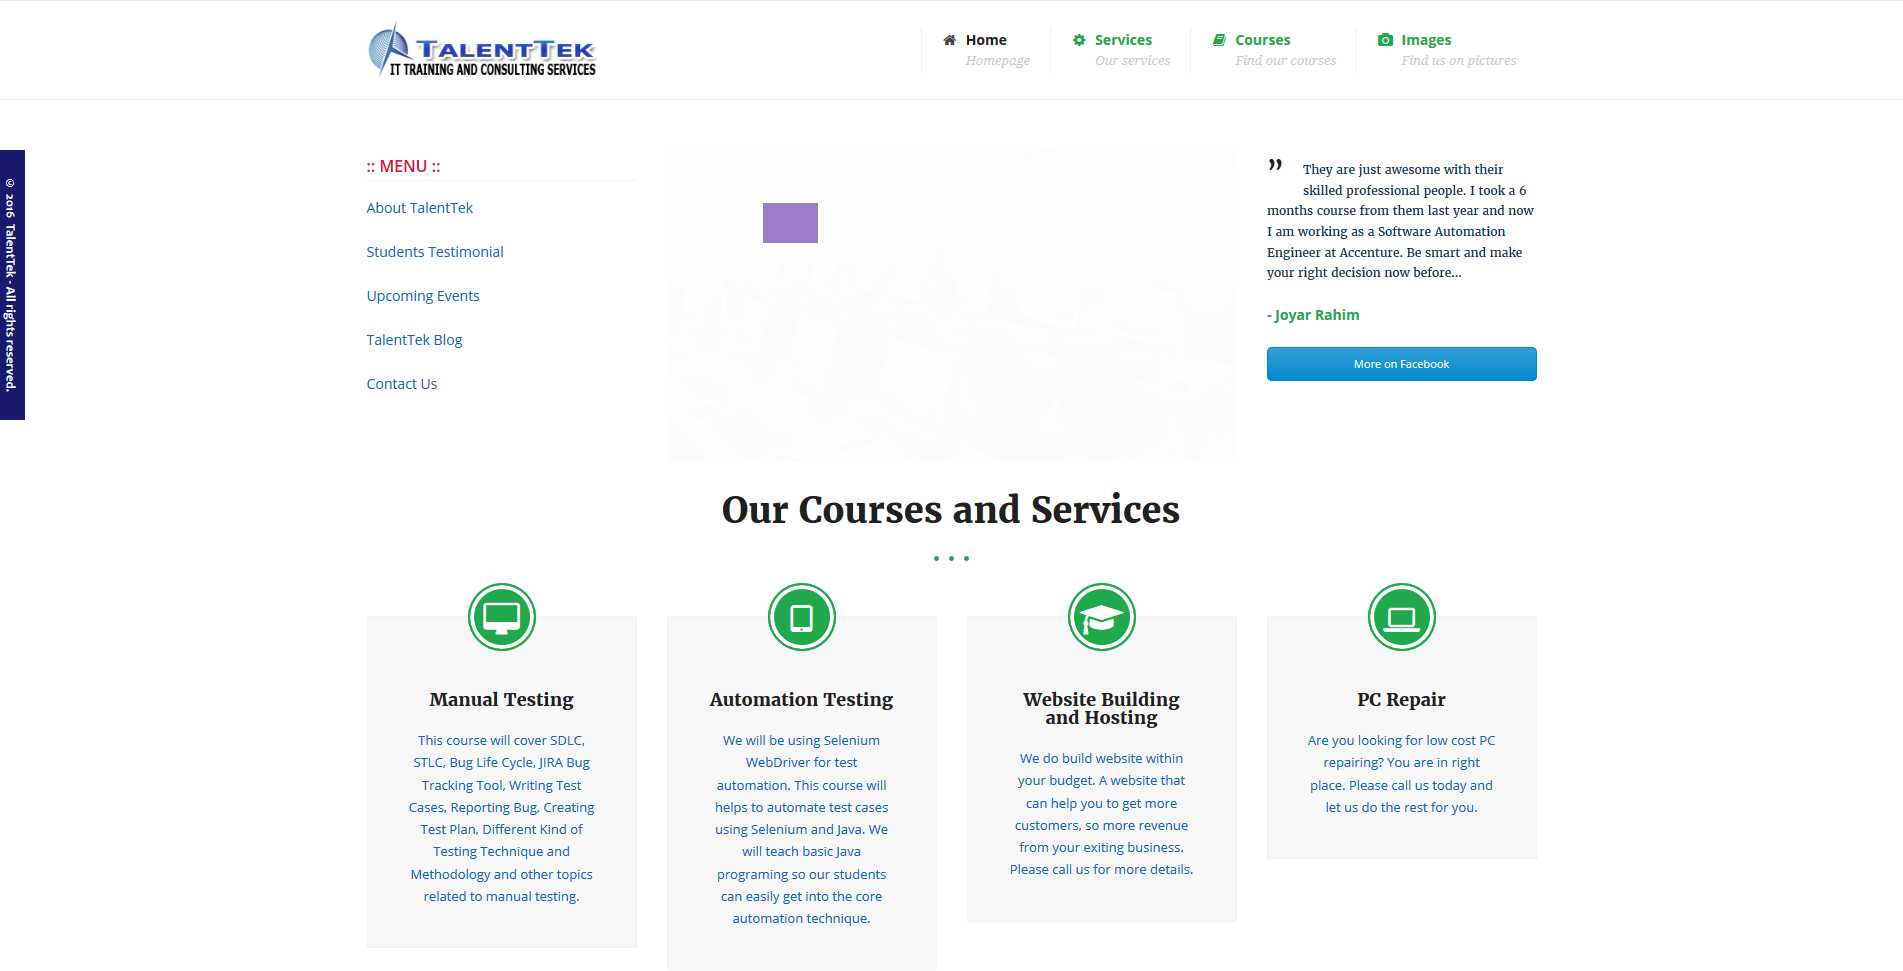 TALENTTEK
IT TRAINING AND CONSULTING SERVICES
Home
Homepage
Services
Our services
Courses
Find our courses
Images
Find us on pictures
© 2016 TalentTek - All rights reserved.
:: MENU ::
About TalentTek
Students Testimonial
Upcoming Events
TalentTek Blog
Contact Us
” They are just awesome with their
skilled professional people. I took a 6
months course from them last year and now
I am working as a Software Automation
Engineer at Accenture. Be smart and make
your right decision now before...
- Joyar Rahim
More on Facebook
Our Courses and Services
Manual Testing
This course will cover SDLC,
STLC, Bug Life Cycle, JIRA Bug
Tracking Tool, Writing Test
Cases, Reporting Bug, Creating
Test Plan, Different Kind of
Testing Technique and
Methodology and other topics
related to manual testing.
Automation Testing
We will be using Selenium
WebDriver for test
automation. This course will
helps to automate test cases
using Selenium and Java. We
will teach basic Java
programing so our students
can easily get into the core
automation technique.
Website Building
and Hosting
We do build website within
your budget. A website that
can help you to get more
customers, so more revenue
from your exiting business.
Please call us for more details.
PC Repair
Are you looking for low cost PC
repairing? You are in right
place. Please call us today and
let us do the rest for you.